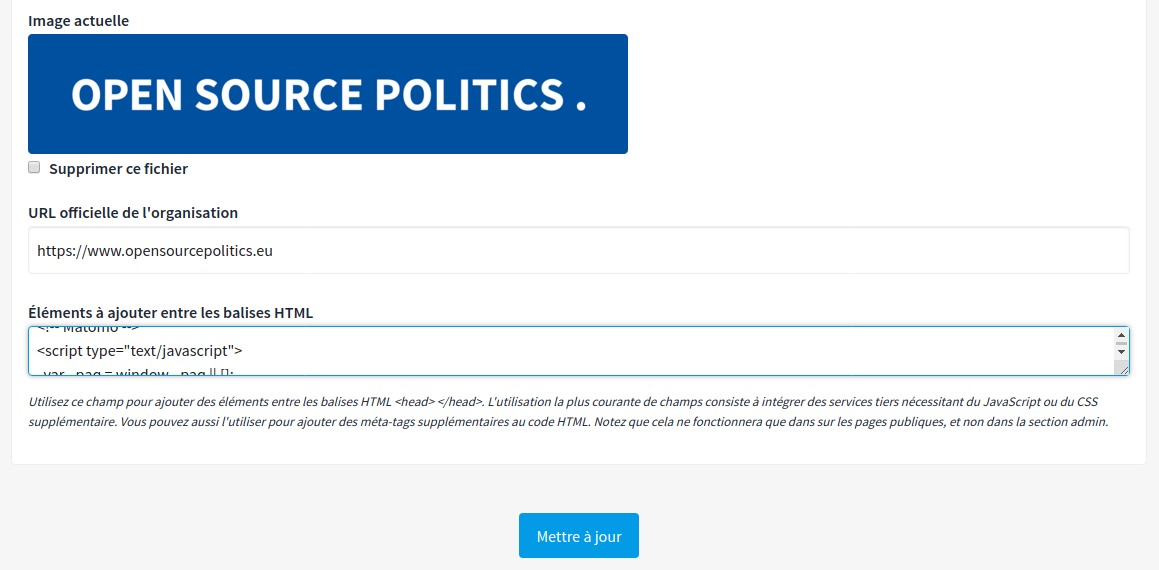 Image actuelle
OPEN SOURCE POLITICS .
Supprimer ce fichier
URL officielle de l'organisation
https://www.opensourcepolitics.eu
Éléments à ajouter entre les balises HTML
<!-- Matomo -->
<script type="text/javascript">
var _paq = window._paq || [];
Utilisez ce champ pour ajouter des éléments entre les balises HTML <head> </head>. L'utilisation la plus courante de champs consiste à intégrer des services tiers nécessitant du JavaScript ou du CSS
supplémentaire. Vous pouvez aussi l'utiliser pour ajouter des méta-tags supplémentaires au code HTML. Notez que cela ne fonctionnera que dans sur les pages publiques, et non dans la section admin.
Mettre à jour